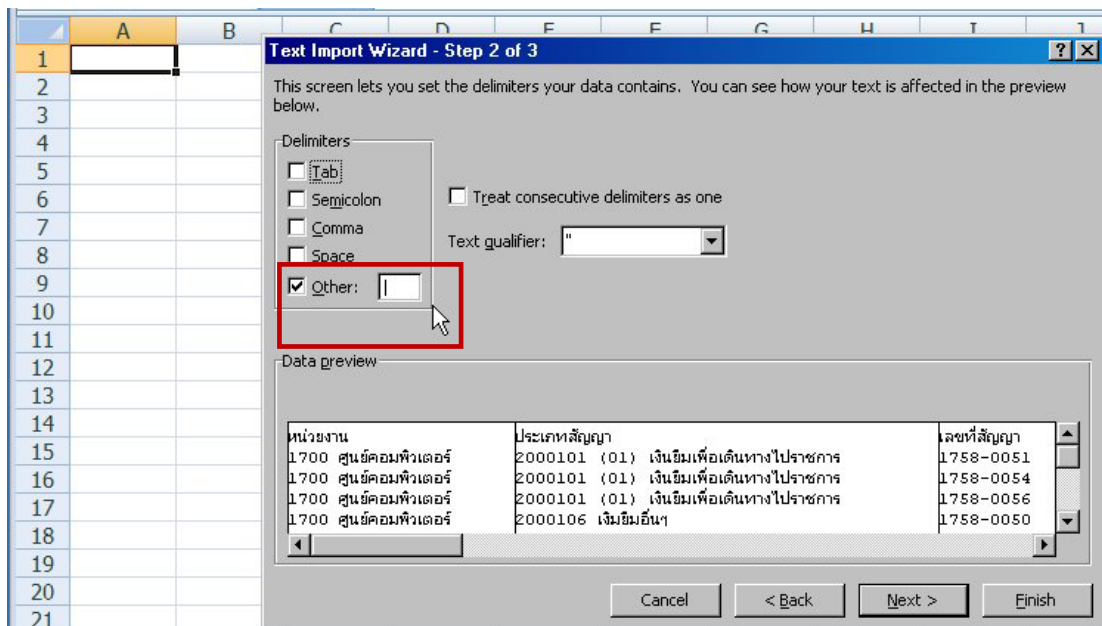 A B C D E F G H I J
Text Import Wizard - Step 2 of 3
1
2
3
4
5
6
7
8
9
10
11
12
13
14
15
16
17
18
19
20
21
This screen lets you set the delimiters your data contains. You can see how your text is affected in the preview
below.
Delimiters
Tab
Semicolon
Comma
Space
Other: |
Treat consecutive delimiters as one
Text qualifier: "
Data preview
หน่วยงาน ประเภทสัญญา เลขที่สัญญา
1700 ศูนย์คอมพิวเตอร์ 2000101 (01) เงินยืมเพื่อเดินทางไปราชการ 1758-0051
1700 ศูนย์คอมพิวเตอร์ 2000101 (01) เงินยืมเพื่อเดินทางไปราชการ 1758-0054
1700 ศูนย์คอมพิวเตอร์ 2000101 (01) เงินยืมเพื่อเดินทางไปราชการ 1758-0056
1700 ศูนย์คอมพิวเตอร์ 2000106 เงิมยืมอื่นๆ 1758-0050
Cancel < Back Next > Finish